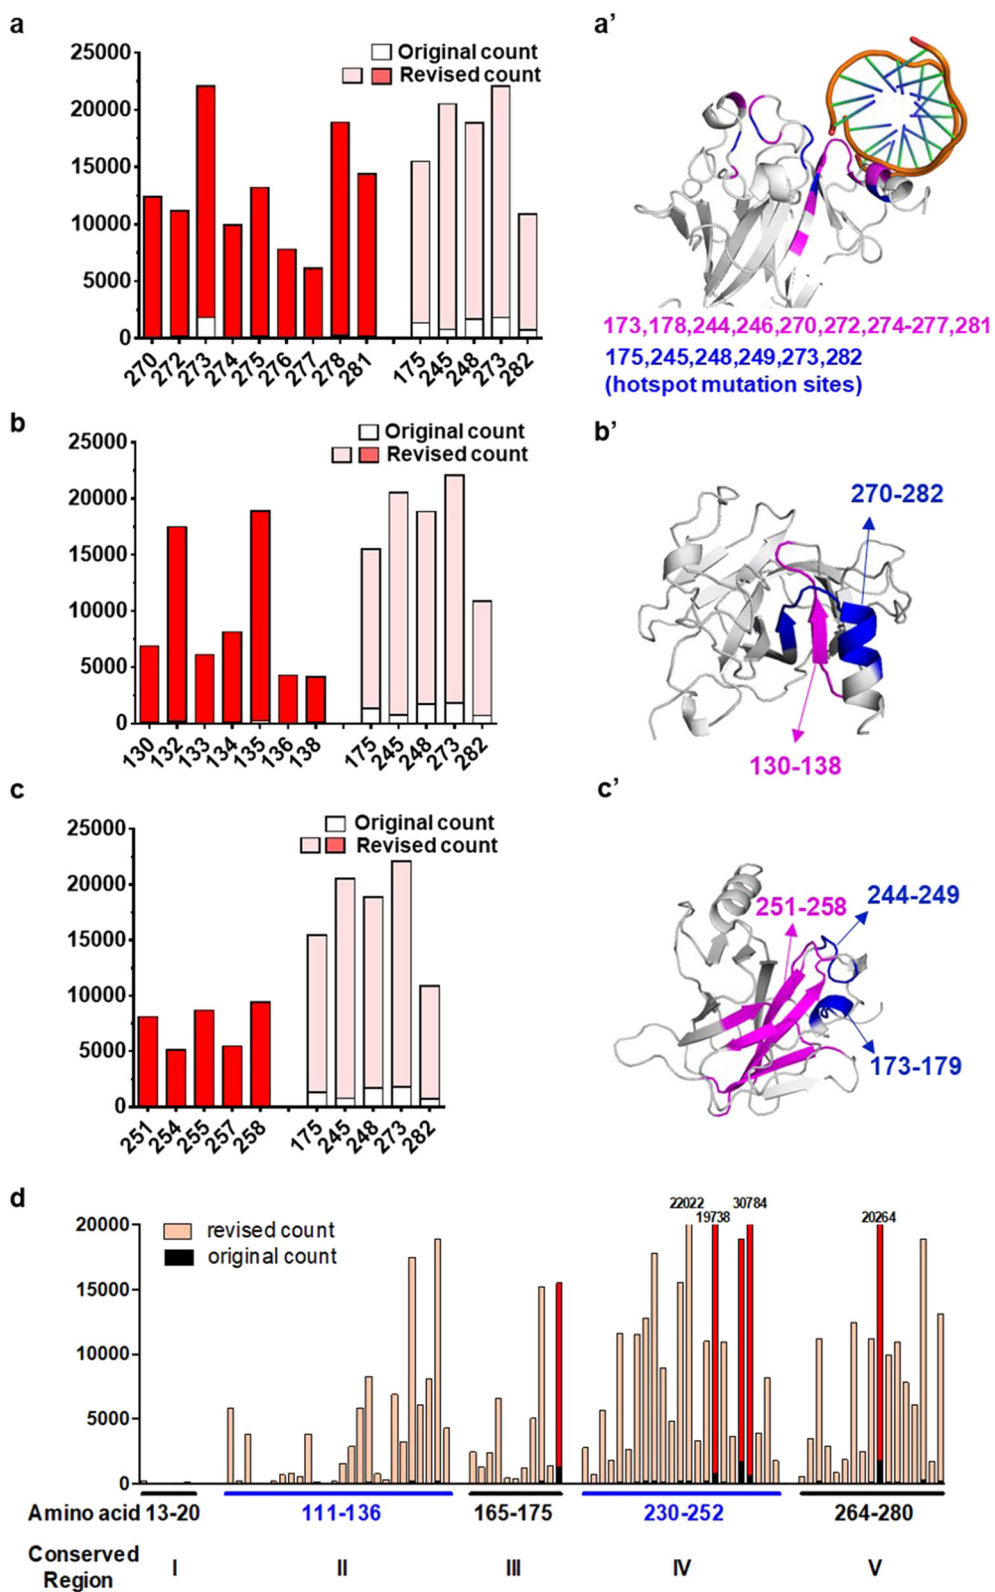 a
25000
20000
15000
10000
5000
0
Original count
Revised count
270 272 273 274 275 276 277 278 281 175 245 248 273 282
a’
173,178,244,246,270,272,274-277,281
175,245,248,249,273,282
(hotspot mutation sites)
b
25000
20000
15000
10000
5000
0
Original count
Revised count
130 132 133 134 135 136 138 175 245 248 273 282
b’
270-282
130-138
c
25000
20000
15000
10000
5000
0
Original count
Revised count
251 254 255 257 258 175 245 248 273 282
c’
251-258
244-249
173-179
d
20000
15000
10000
5000
0
revised count
original count
22022
19738
30784
20264
Amino acid 13-20 111-136 165-175 230-252 264-280
Conserved
Region
I II III IV V